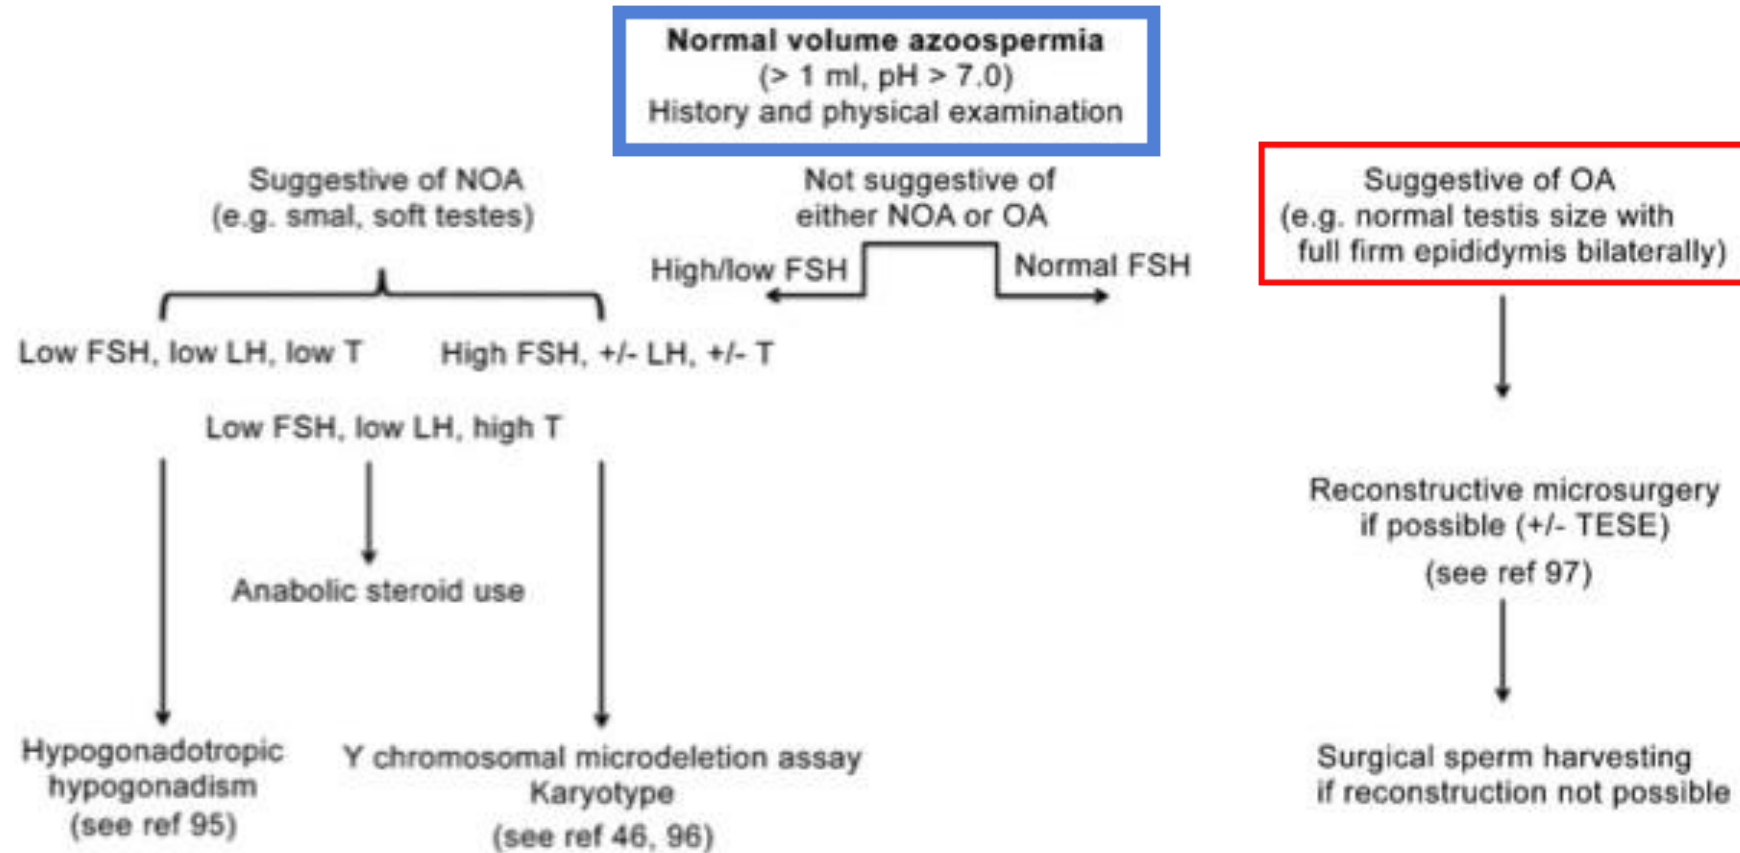 Normal volume azoospermia
(> 1 ml, pH > 7.0)
History and physical examination
Suggestive of NOA
(e.g. smal, soft testes)
Not suggestive of
either NOA or OA
Suggestive of OA
(e.g. normal testis size with
full firm epididymis bilaterally)
High/low FSH
Normal FSH
Low FSH, low LH, low T
High FSH, +/- LH, +/- T
Low FSH, low LH, high T
Anabolic steroid use
Reconstructive microsurgery
if possible (+/- TESE)
(see ref 97)
Hypogonadotropic
hypogonadism
(see ref 95)
Y chromosomal microdeletion assay
Karyotype
(see ref 46, 96)
Surgical sperm harvesting
if reconstruction not possible